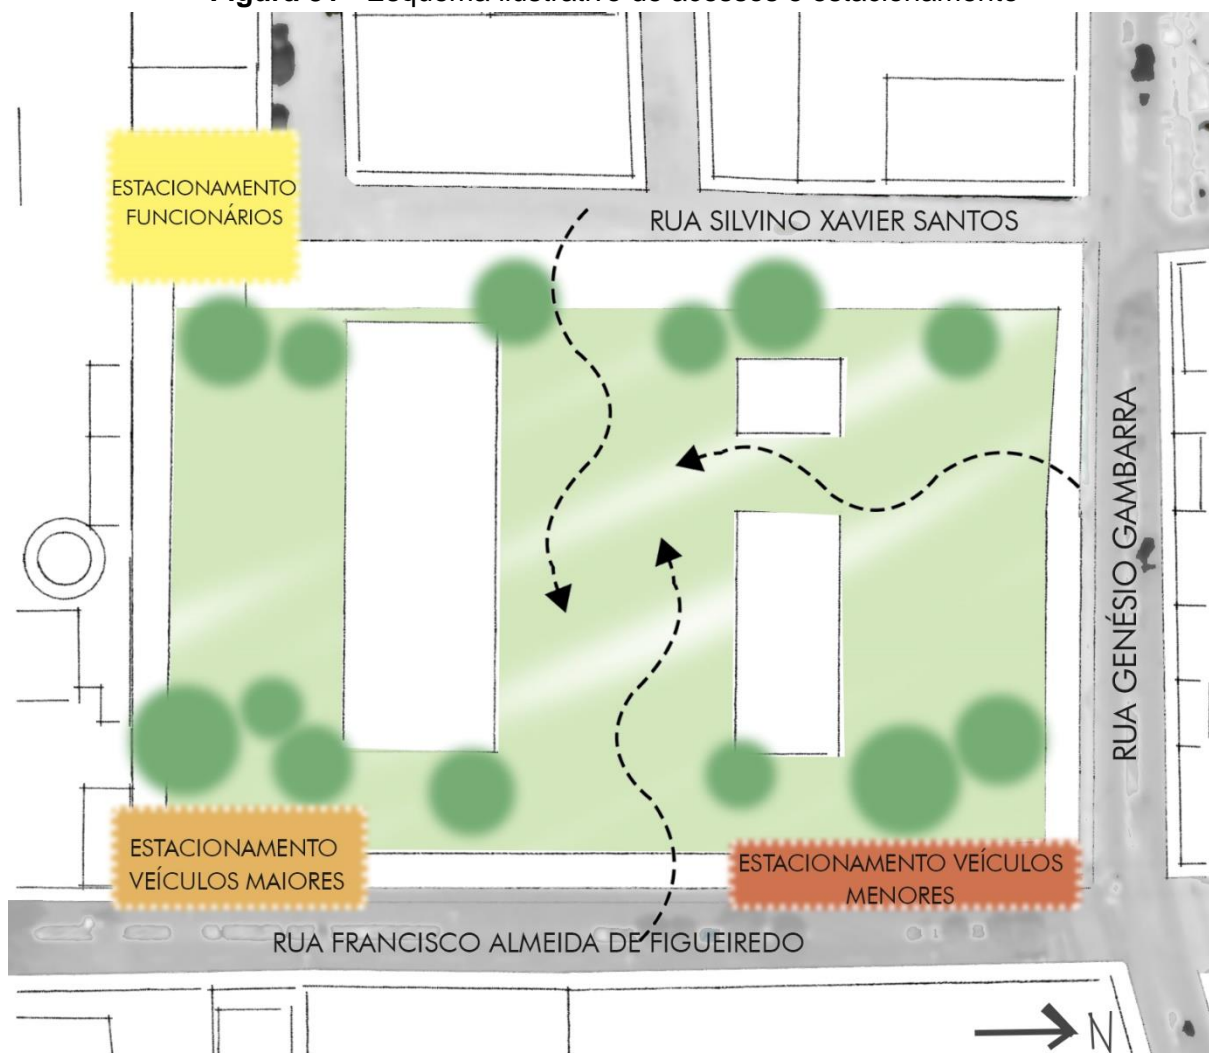 ESTACIONAMENTO
FUNCIONÁRIOS
RUA SILVINO XAVIER SANTOS
RUA GENÉSIO GAMBARRA
ESTACIONAMENTO
VEÍCULOS MAIORES
ESTACIONAMENTO VEÍCULOS
MENORES
RUA FRANCISCO ALMEIDA DE FIGUEIREDO
N